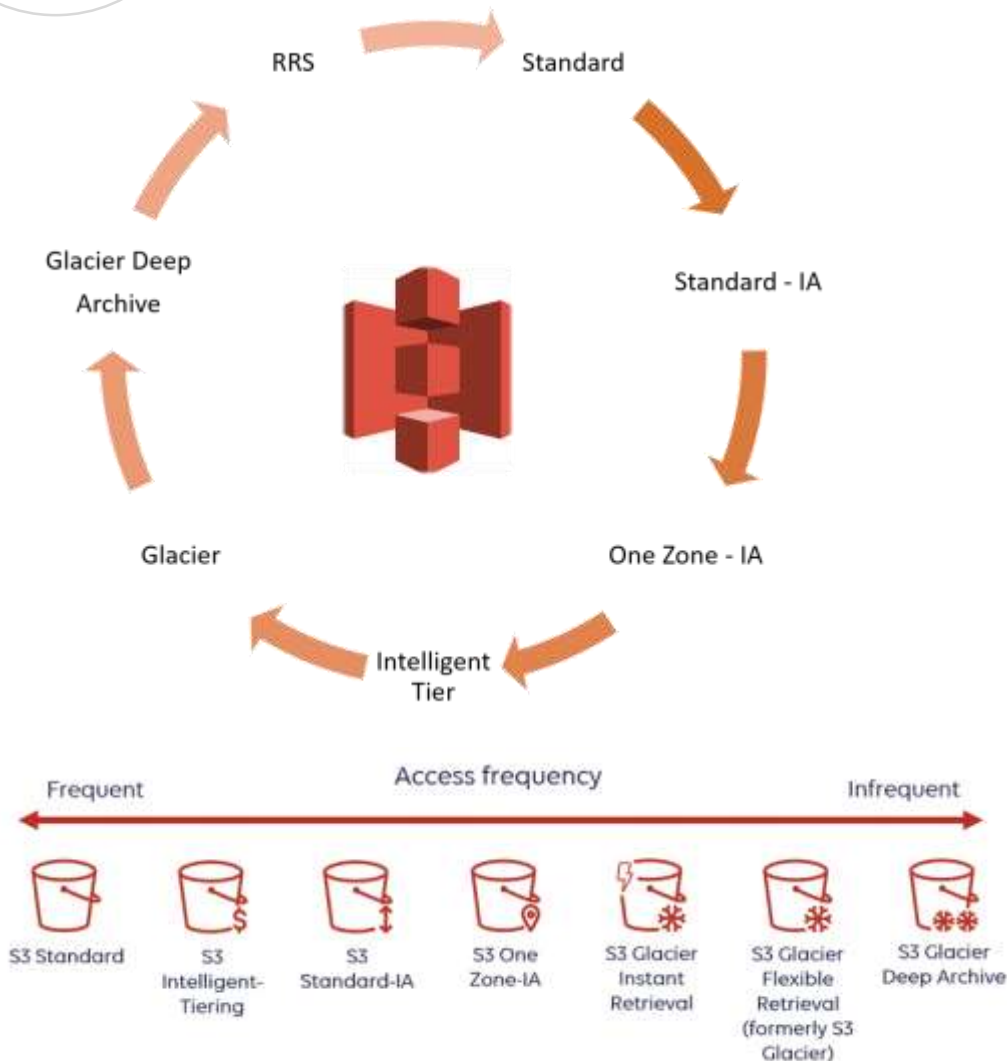 RRS
Standard
Glacier Deep
Archive
Standard - IA
Glacier
One Zone - IA
Intelligent
Tier
Access frequency
Frequent
Infrequent
S3 Standard
S3
Intelligent-
Tiering
S3
Standard-IA
S3 One
Zone-IA
S3 Glacier
Instant
Retrieval
S3 Glacier
Flexible
Retrieval
(formerly S3
Glacier)
S3 Glacier
Deep Archive